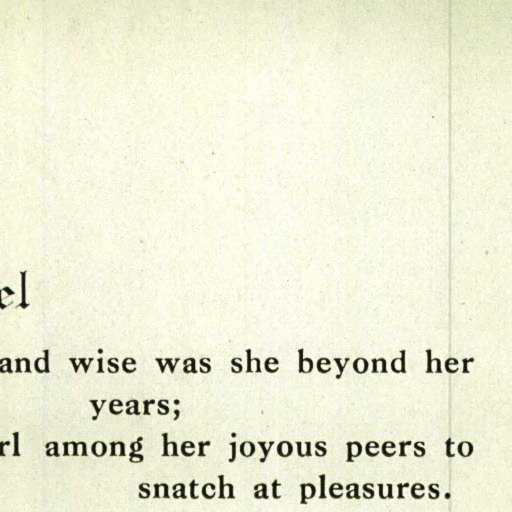 el
and wise was she beyond her
years;
rl among her joyous peers to
snatch at pleasures.